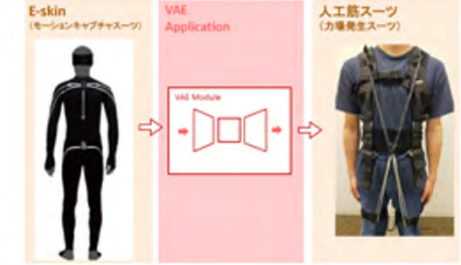 E-skin
(モーションキャプチャスーツ)
VAE
Application
VAE Module
人工筋スーツ
(力場発生スーツ)